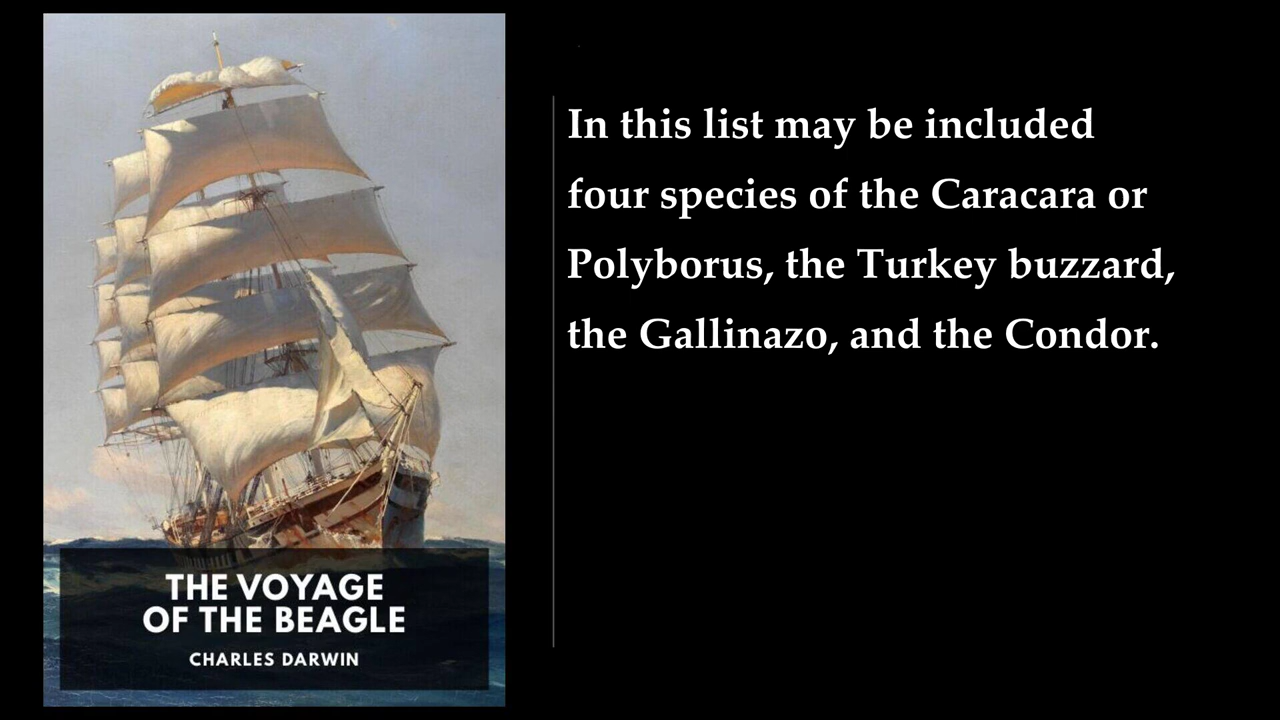 THE VOYAGE
OF THE BEAGLE
CHARLES DARWIN
In this list may be included
four species of the Caracara or
Polyborus, the Turkey buzzard,
the Gallinazo, and the Condor.